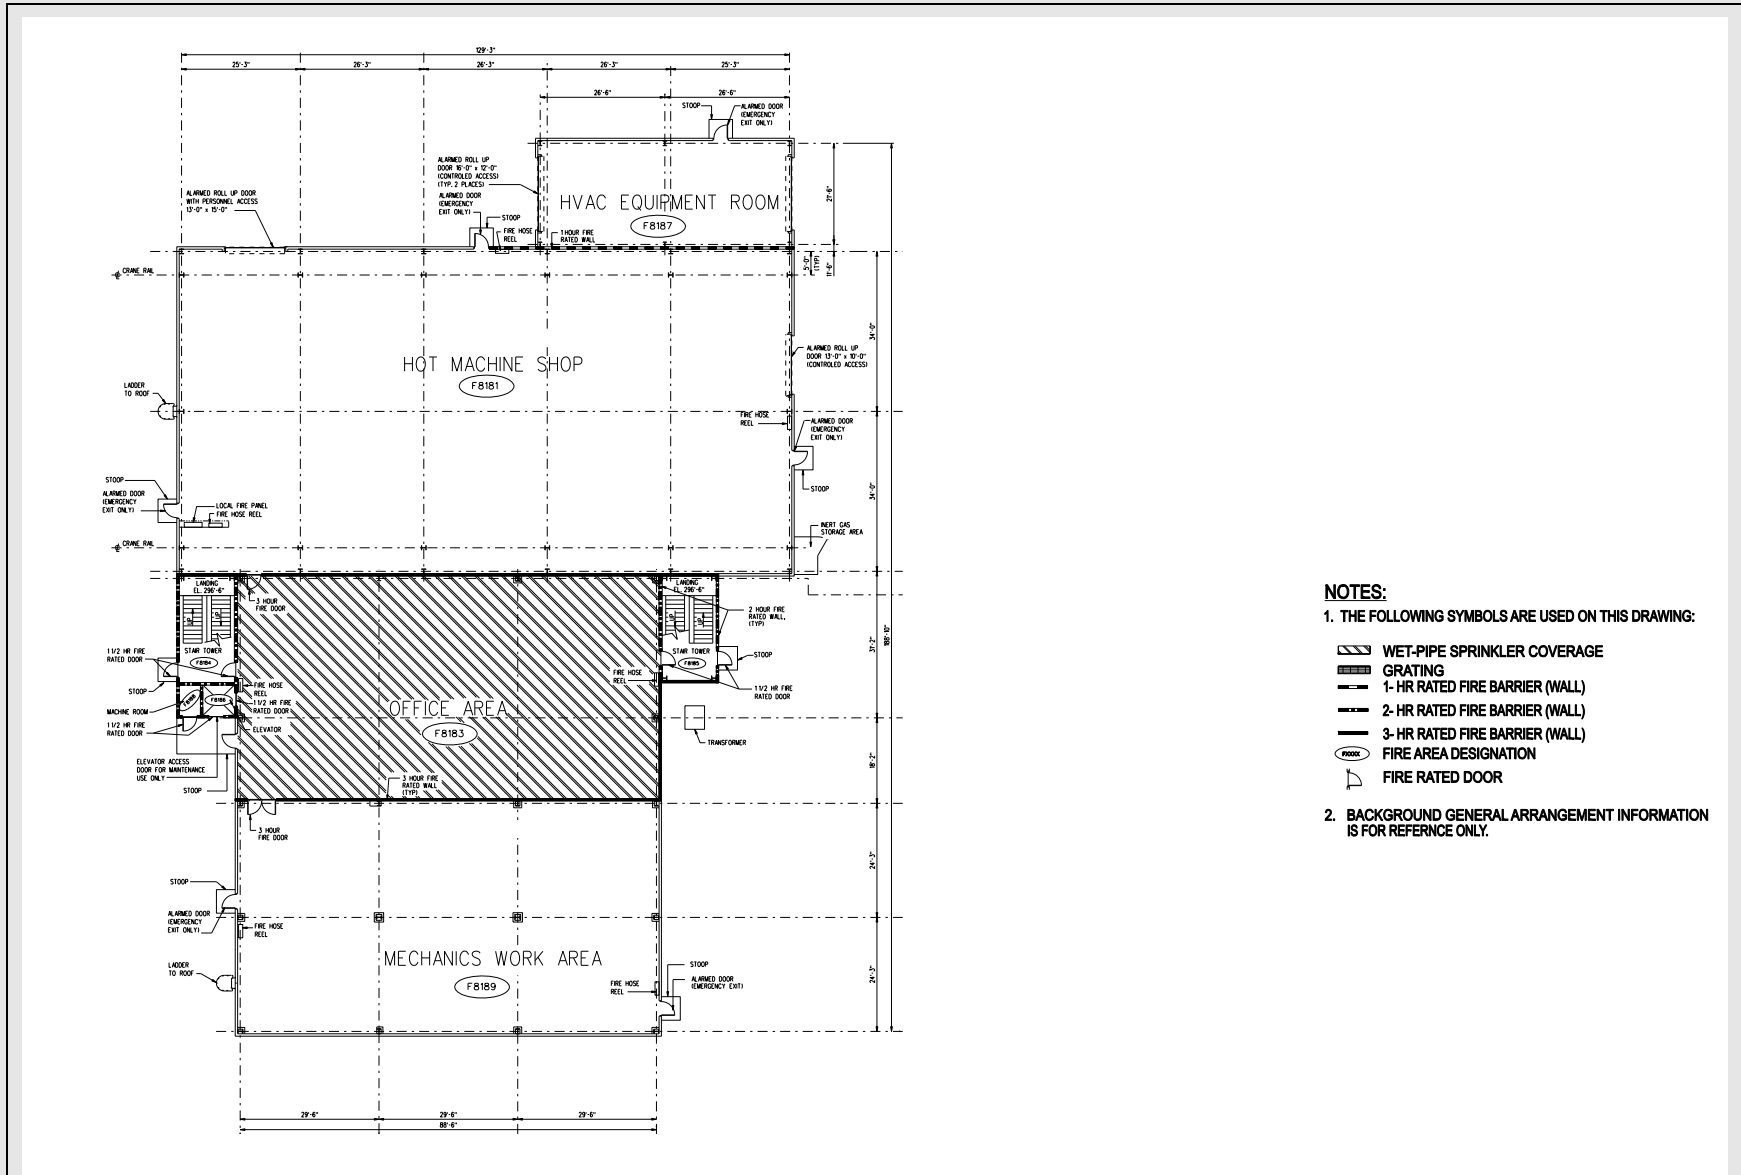 129'-3"
25'-3"
26'-3"
26'-3"
26'-3"
25'-3"
26'-6"
26'-6"
STOOP
ALARMED DOOR
(EMERGENCY
EXIT ONLY)
ALARMED ROLL UP
DOOR 16'-0" x 12'-0"
(CONTROLED ACCESS)
(TYP. 2 PLACES)
ALARMED DOOR
(EMERGENCY
EXIT ONLY)
STOOP
FIRE HOSE
REEL
1 HOUR FIRE
RATED WALL
ALARMED ROLL UP DOOR
WITH PERSONNEL ACCESS
13'-0" x 15'-0"
HVAC EQUIPMENT ROOM
F8187
21'-6"
5'-0"
(TYP)
11'-6"
CRANE RAIL
34'-0"
HOT MACHINE SHOP
F8181
ALARMED ROLL UP
DOOR 13'-0" x 10'-0"
(CONTROLED ACCESS)
LADDER
TO ROOF
FIRE HOSE
REEL
ALARMED DOOR
(EMERGENCY
EXIT ONLY)
STOOP
STOOP
ALARMED DOOR
(EMERGENCY
EXIT ONLY)
LOCAL FIRE PANEL
FIRE HOSE REEL
34'-0"
INERT GAS
STORAGE AREA
CRANE RAIL
LANDING
EL. 296'-6"
UP
UP
STAIR TOWER
F8184
3 HOUR
FIRE DOOR
LANDING
EL. 296'-6"
UP
UP
STAIR TOWER
F8185
2 HOUR FIRE
RATED WALL,
(TYP)
37'-2"
188'-10"
1 1/2 HR FIRE
RATED DOOR
STOOP
STOOP
FIRE HOSE
REEL
1 1/2 HR FIRE
RATED DOOR
FIRE HOSE
REEL
1 1/2 HR FIRE
RATED DOOR
MACHINE ROOM
F8186
1 1/2 HR FIRE
RATED DOOR
ELEVATOR
OFFICE AREA
F8183
TRANSFORMER
ELEVATOR ACCESS
DOOR FOR MAINTENANCE
USE ONLY
STOOP
18'-2"
3 HOUR FIRE
RATED WALL
(TYP)
3 HOUR
FIRE DOOR
24'-3"
STOOP
ALARMED DOOR
(EMERGENCY
EXIT ONLY)
FIRE HOSE
REEL
MECHANICS WORK AREA
F8189
LADDER
TO ROOF
FIRE HOSE
REEL
STOOP
ALARMED DOOR
(EMERGENCY EXIT)
24'-3"
29'-6"
29'-6"
29'-6"
88'-6"
NOTES:
1. THE FOLLOWING SYMBOLS ARE USED ON THIS DRAWING:
WET-PIPE SPRINKLER COVERAGE
GRATING
1- HR RATED FIRE BARRIER (WALL)
2- HR RATED FIRE BARRIER (WALL)
3- HR RATED FIRE BARRIER (WALL)
FXXXX FIRE AREA DESIGNATION
FIRE RATED DOOR
2. BACKGROUND GENERAL ARRANGEMENT INFORMATION
IS FOR REFERNCE ONLY.